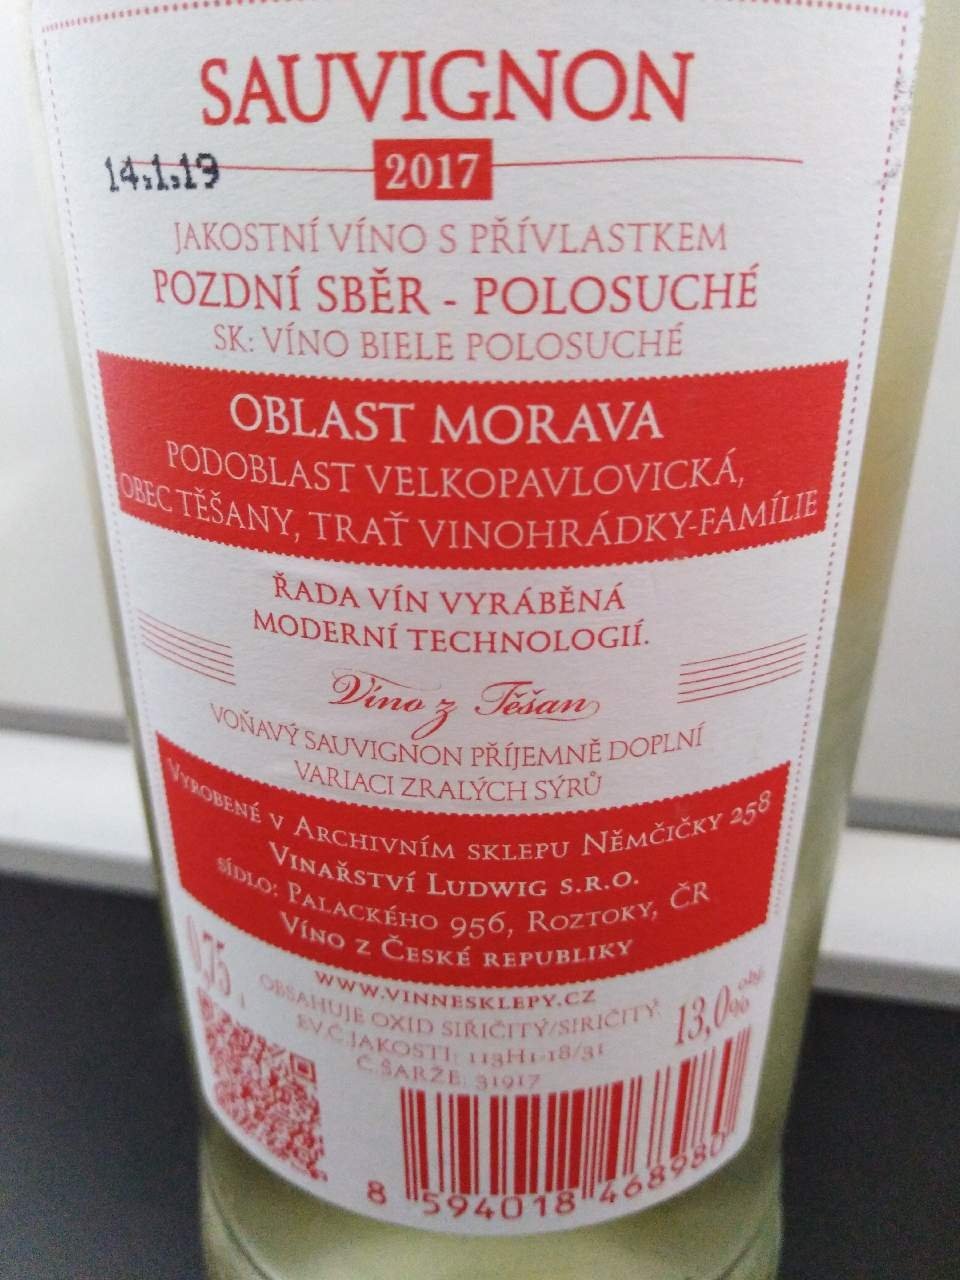 SAUVIGNON
14.1.19
2017
JAKOSTNÍ VÍNO S PŘÍVLASTKEM
POZDNÍ SBĚR - POLOSUCHÉ
SK: VÍNO BIELE POLOSUCHÉ
OBLAST MORAVA
PODOBLAST VELKOPAVLOVICKÁ,
OBEC TĚŠANY, TRAŤ VINOHRÁDKY-FAMÍLIE
ŘADA VÍN VYRÁBĚNÁ
MODERNÍ TECHNOLOGIÍ.
Víno z Těšan
VOŇAVÝ SAUVIGNON PŘÍJEMNĚ DOPLNÍ
VARIACI ZRALÝCH SÝRŮ
VYROBENÉ V ARCHIVNÍM SKLEPU NĚMČIČKY 258
VINAŘSTVÍ LUDWIG S.R.O.
SÍDLO: PALACKÉHO 956, ROZTOKY, ČR
VÍNO Z ČESKÉ REPUBLIKY
WWW.VINNESKLEPY.CZ
0,75 l
OBSAHUJE OXID SIŘIČITÝ/SIRIČITÝ
13,0% obj.
EV.Č.JAKOSTI: 113H1-18/31
Č.ŠARŽE: 31917
8 594018 468980